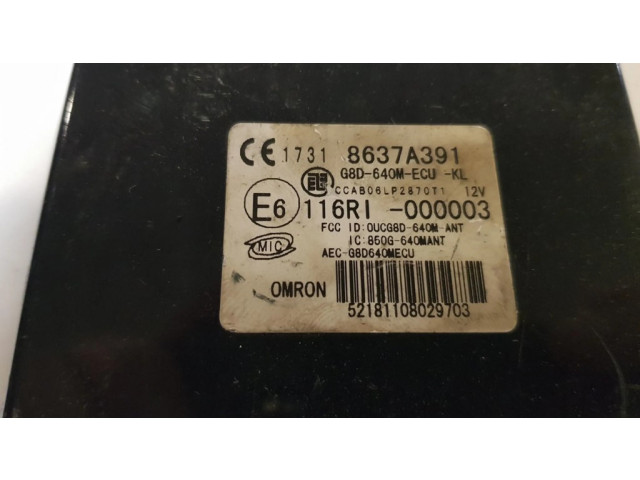 CE 1731 8637A391
G8D-640M-ECU -KL
CCAB06LP2870T1 12V
E6 116RI -000003
FCC ID:OUCG8D-640M-ANT
IC:850G-640MANT
MIC AEC-G8D640MECU
OMRON
52181108029703